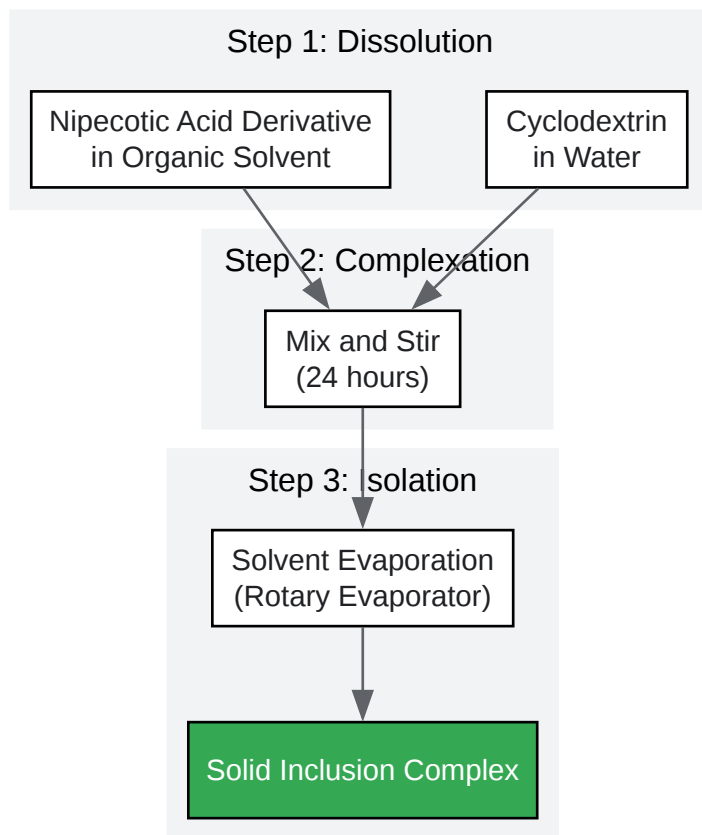 Step 1: Dissolution
Nipecotic Acid Derivative
in Organic Solvent
Cyclodextrin
in Water
Step 2: Complexation
Mix and Stir
(24 hours)
Step 3: Isolation
Solvent Evaporation
(Rotary Evaporator)
Solid Inclusion Complex